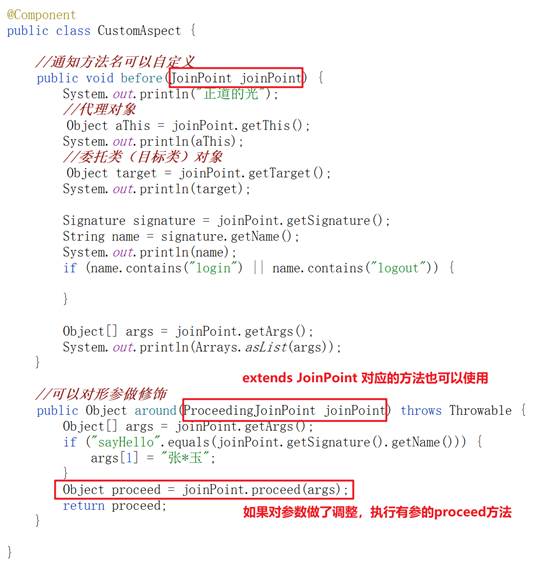 @Component
public class CustomAspect {
//通知方法名可以自定义
public void before(JoinPoint joinPoint) {
System.out.println("正道的光");
//代理对象
Object aThis = joinPoint.getThis();
System.out.println(aThis);
//委托类（目标类）对象
Object target = joinPoint.getTarget();
System.out.println(target);
Signature signature = joinPoint.getSignature();
String name = signature.getName();
System.out.println(name);
if (name.contains("login") || name.contains("logout")) {
}
Object[] args = joinPoint.getArgs();
System.out.println(Arrays.asList(args));
}
extends JoinPoint 对应的方法也可以使用
//可以对形参做修饰
public Object around(ProceedingJoinPoint joinPoint) throws Throwable {
Object[] args = joinPoint.getArgs();
if ("sayHello".equals(joinPoint.getSignature().getName())) {
args[1] = "张*玉";
}
Object proceed = joinPoint.proceed(args);
return proceed;
如果对参数做了调整，执行有参的proceed方法
}
}